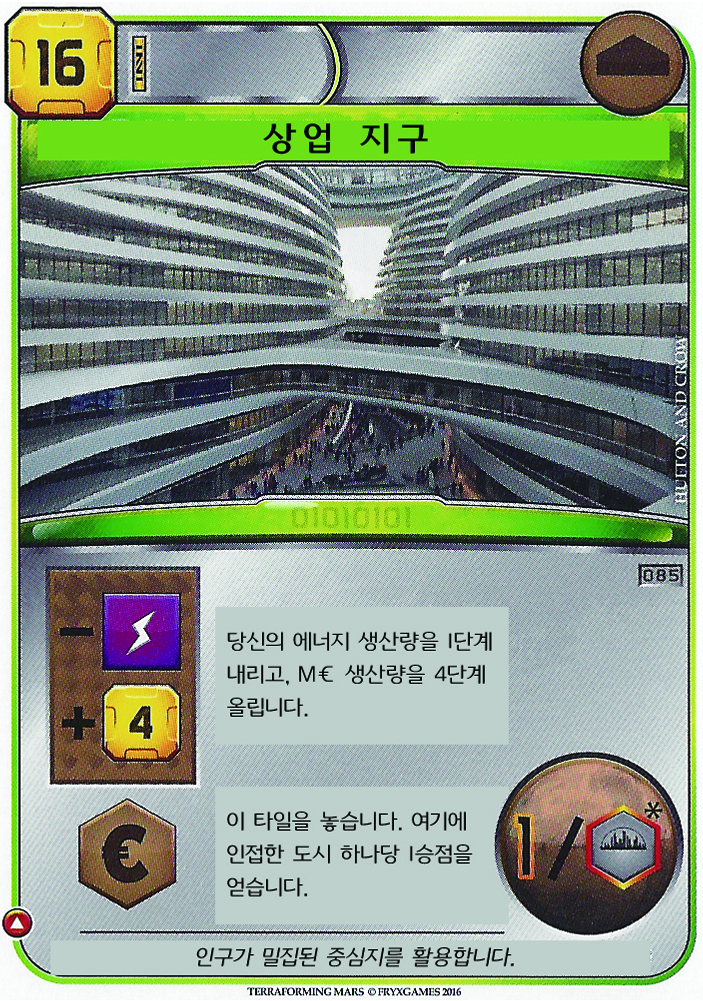 16
상업 지구
HUFTON AND CROW
01010101
085
- 
+ 4
당신의 에너지 생산량을 1단계
내리고, M€ 생산량을 4단계
올립니다.
€
이 타일을 놓습니다. 여기에
인접한 도시 하나당 1승점을
얻습니다.
1 / *
인구가 밀집된 중심지를 활용합니다.
TERRAFORMING MARS © FRYXGAMES 2016